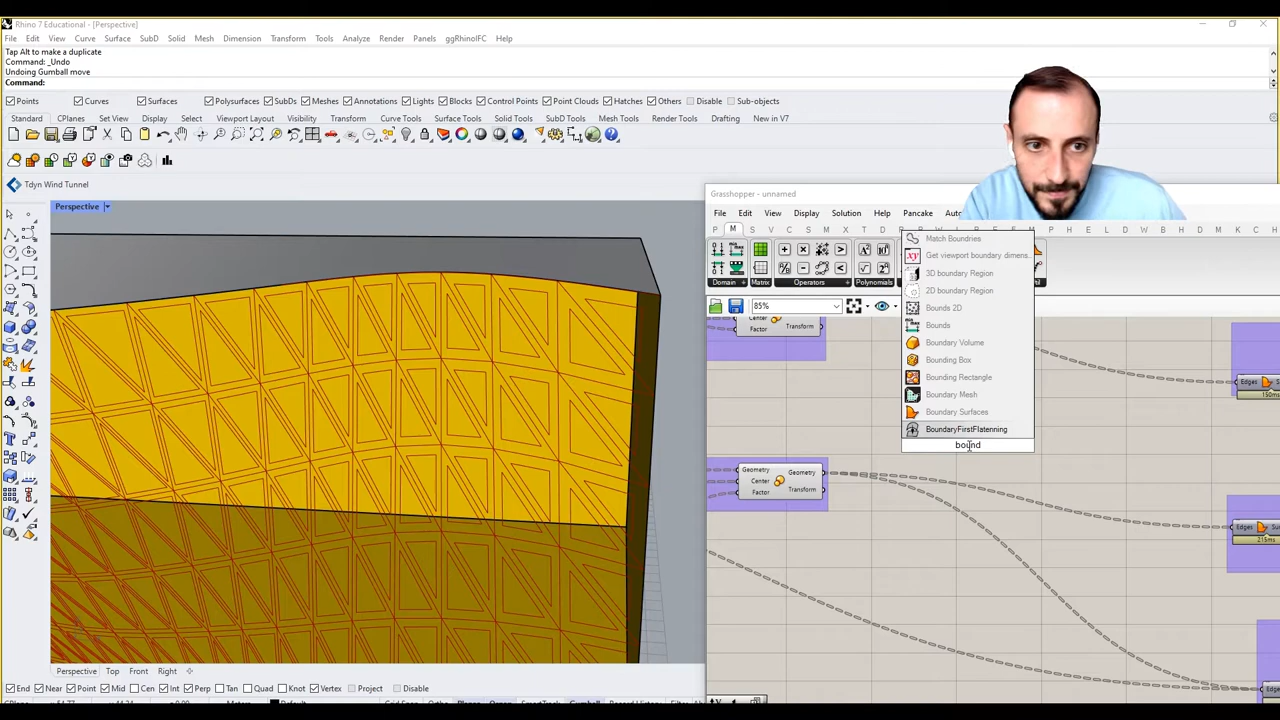 Rhino 7 Educational - [Perspective]
File Edit View Curve Surface SubD Solid Mesh Dimension Transform Tools Analyze Render Panels ggRhinoIFC Help
Tap Alt to make a duplicate
Command: _Undo
Undoing Gumball move
Command:
Points Curves Surfaces Polysurfaces SubDs Meshes Annotations Lights Blocks Control Points Point Clouds Hatches Others Disable Sub-objects
Standard CPlanes Set View Display Select Viewport Layout Visibility Transform Curve Tools Surface Tools Solid Tools SubD Tools Mesh Tools Render Tools Drafting New in V7
Tdyn Wind Tunnel
Perspective
Grasshopper - unnamed
File Edit View Display Solution Help Pancake
P M S V C S M I T D
Domain Matrix Operators Polynomials
85%
Center
Factor Transform
Match Boundries
Get viewport boundary dimens...
3D boundary Region
2D boundary Region
Bounds 2D
Bounds
Boundary Volume
Bounding Box
Bounding Rectangle
Boundary Mesh
Boundary Surfaces
BoundaryFirstFlatenning
bound
Edges
150ms
Geometry Geometry
Center
Factor Transform
Edges
215ms
Edges
Perspective Top Front Right
End Near Point Mid Cen Int Perp Tan Quad Knot Vertex Project Disable